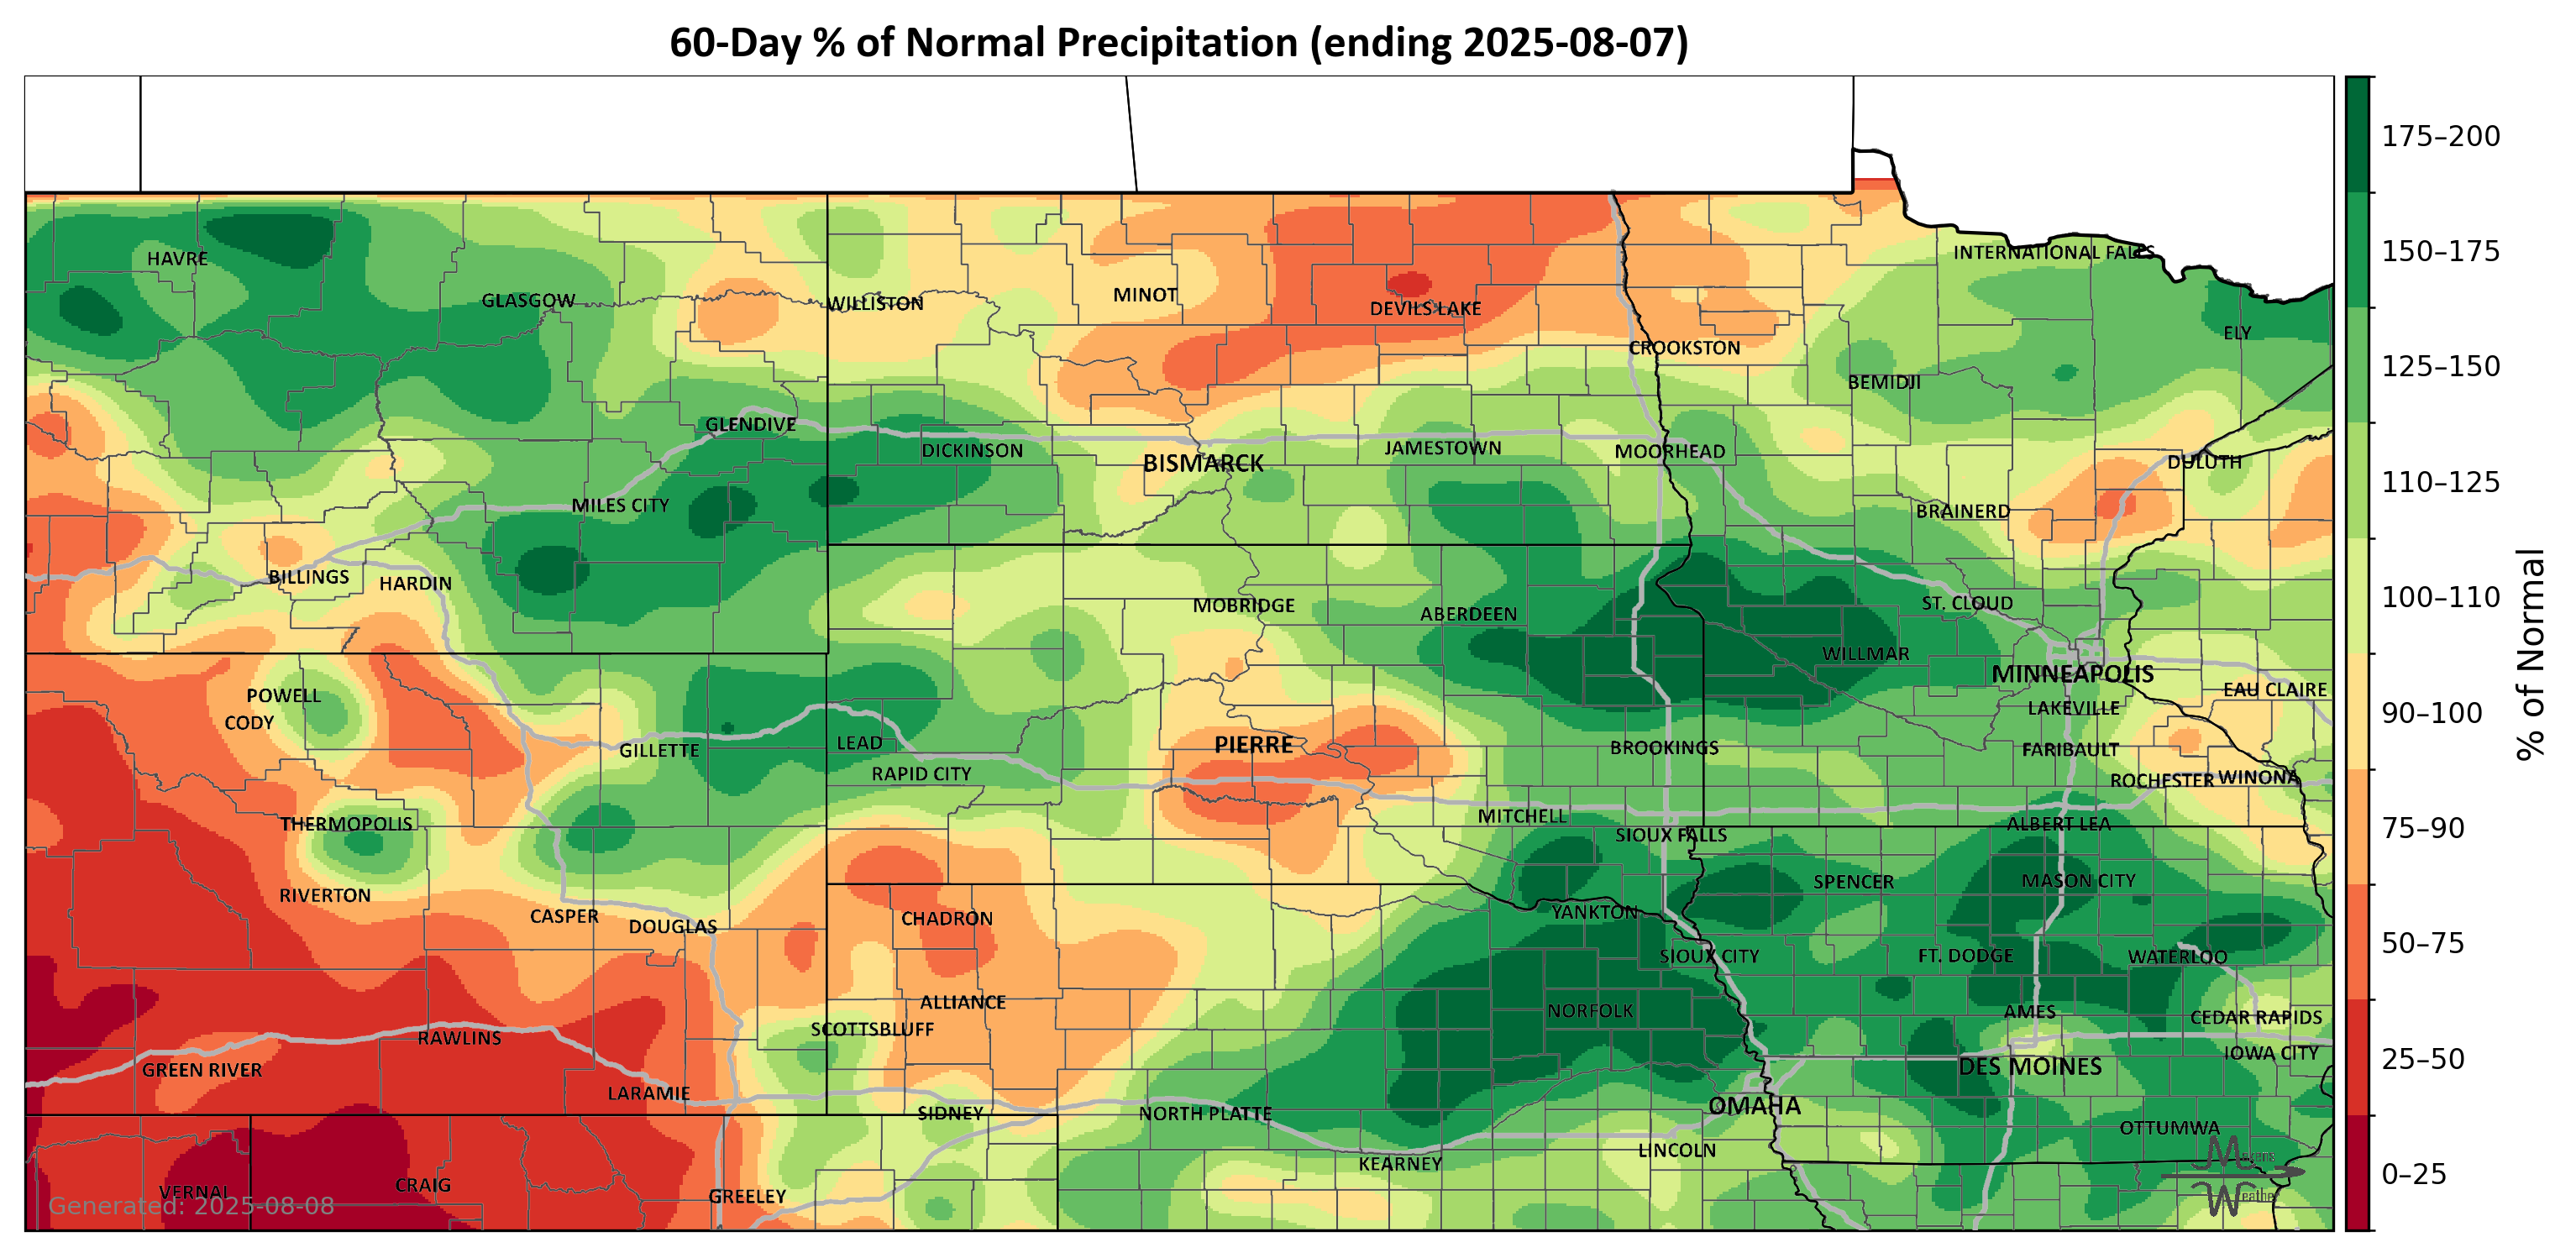 60-Day % of Normal Precipitation (ending 2025-08-07)
175–200
150–175
125–150
110–125
100–110
90–100
75–90
50–75
25–50
0–25
% of Normal
INTERNATIONAL FALLS
HAVRE
GLASGOW
WILLISTON
MINOT
DEVILS LAKE
ELY
CROOKSTON
BEMIDJI
GLENDIVE
DICKINSON
BISMARCK
JAMESTOWN
MOORHEAD
DULUTH
MILES CITY
BRAINERD
BILLINGS
HARDIN
MOBRIDGE
ABERDEEN
ST. CLOUD
WILLMAR
MINNEAPOLIS
POWELL
EAU CLAIRE
CODY
LAKEVILLE
GILLETTE
LEAD
PIERRE
BROOKINGS
FARIBAULT
RAPID CITY
ROCHESTER
WINONA
THERMOPOLIS
MITCHELL
SIOUX FALLS
ALBERT LEA
RIVERTON
SPENCER
MASON CITY
CASPER
DOUGLAS
CHADRON
YANKTON
SIOUX CITY
FT. DODGE
WATERLOO
ALLIANCE
NORFOLK
AMES
CEDAR RAPIDS
SCOTTSBLUFF
RAWLINS
IOWA CITY
GREEN RIVER
DES MOINES
LARAMIE
SIDNEY
NORTH PLATTE
OMAHA
OTTUMWA
LINCOLN
KEARNEY
VERNAL
CRAIG
GREELEY
Generated: 2025-08-08